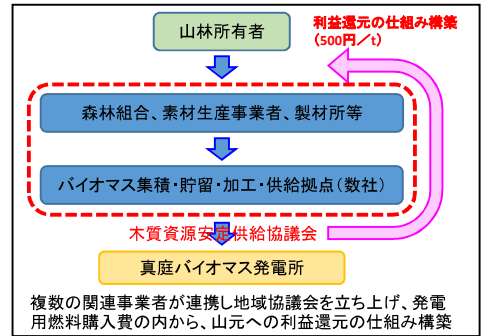 山林所有者
利益還元の仕組み構築
(500円/t)
森林組合、素材生産事業者、製材所等
バイオマス集積・貯留・加工・供給拠点(数社)
木質資源安定供給協議会
真庭バイオマス発電所
複数の関連事業者が連携し地域協議会を立ち上げ、発電
用燃料購入費の内から、山元への利益還元の仕組み構築